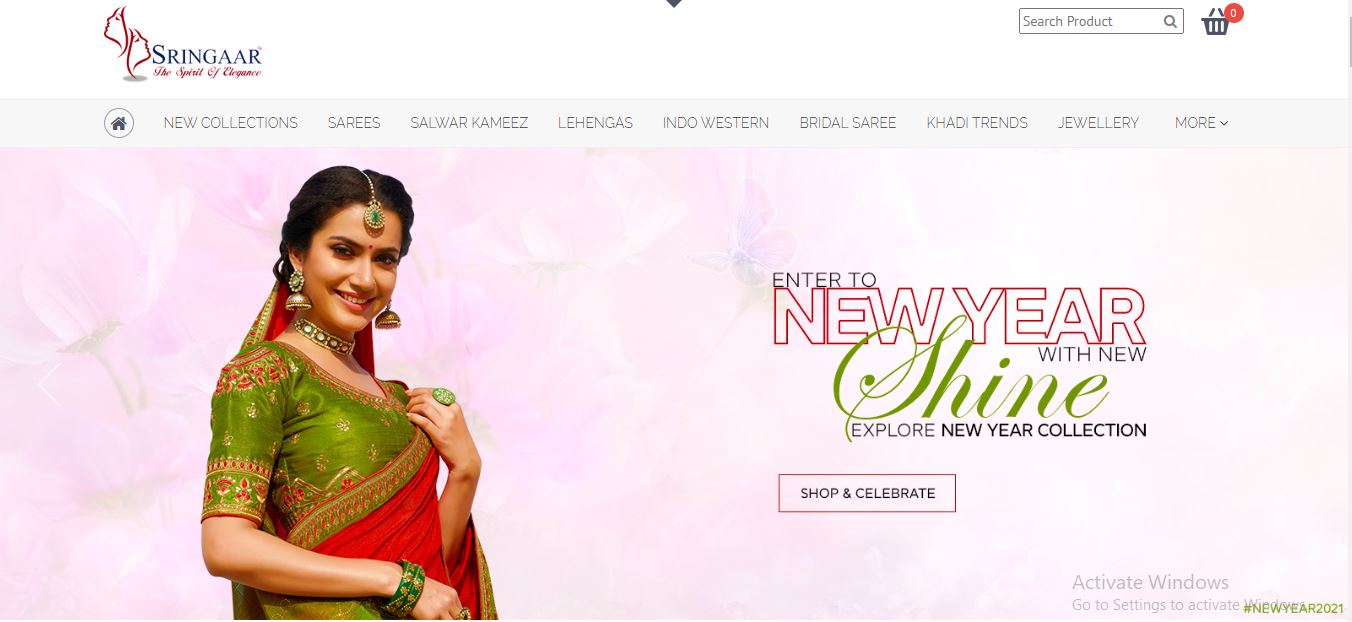 SRINGAAR
The Spirit Of Elegance
Search Product
0
NEW COLLECTIONS
SAREES
SALWAR KAMEEZ
LEHENGAS
INDO WESTERN
BRIDAL SAREE
KHADI TRENDS
JEWELLERY
MORE
ENTER TO
NEW YEAR
WITH NEW
Shine
EXPLORE NEW YEAR COLLECTION
SHOP & CELEBRATE
Activate Windows
Go to Settings to activate Windows.
#NEWYEAR2021